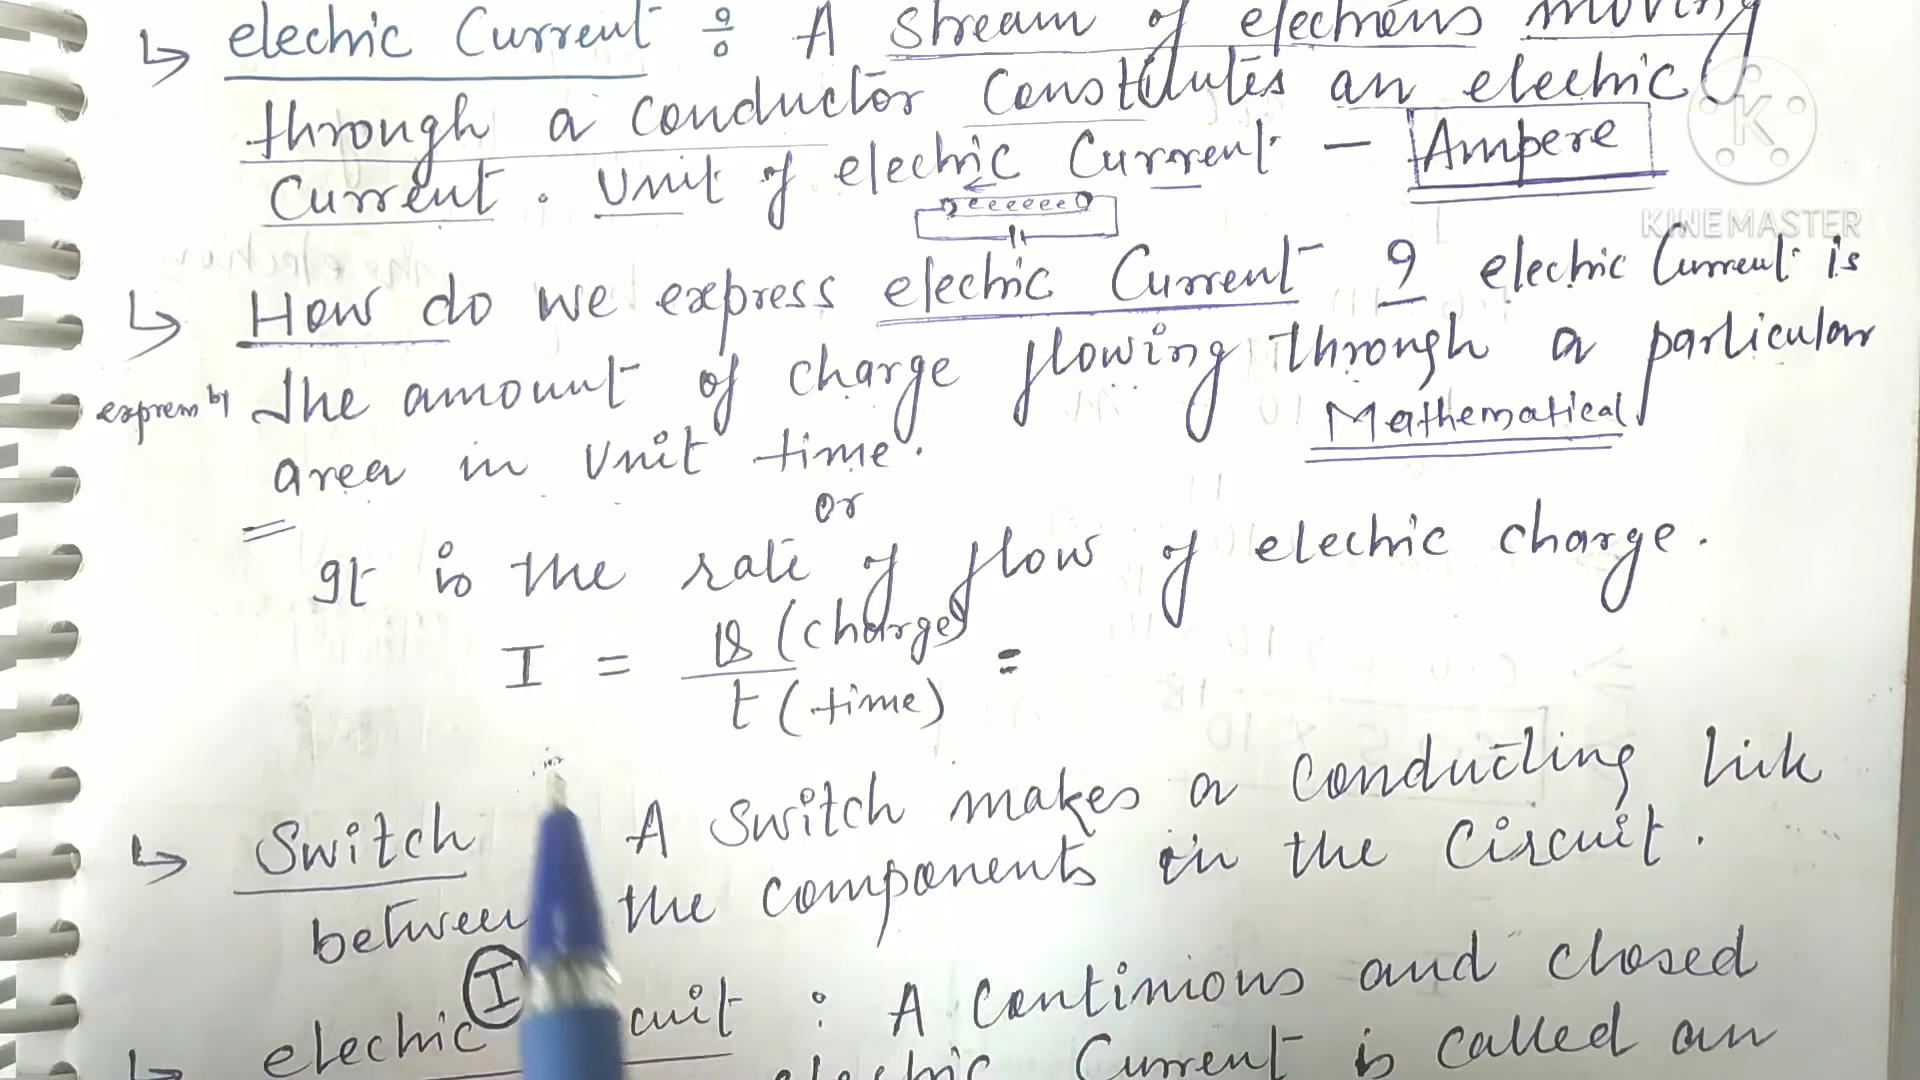 ↳ electric Current : A stream of electrons moving
through a conductor constitutes an electric
Current. Unit of electric Current — Ampere
eeeeee
↳ How do we express electric Current ? electric Current is
express by The amount of charge flowing through a particular
area in Unit time. Mathematical
or
It is the rate of flow of electric charge.
I = Q (charge) / t (time) =
↳ Switch A switch makes a conducting link
between the components in the Circuit.
I
↳ electric cuit : A Continious and closed
electric Current is called an
K
KINEMASTER